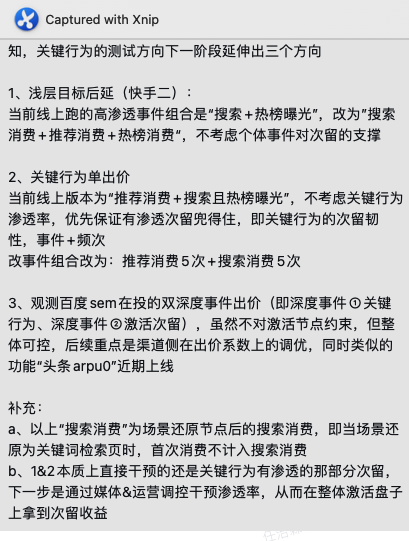 Captured with Xnip
知，关键行为的测试方向下一阶段延伸出三个方向
1、浅层目标后延（快手二）：
当前线上跑的高渗透事件组合是“搜索+热榜曝光”，改为”搜索
消费+推荐消费+热榜消费“，不考虑个体事件对次留的支撑
2、关键行为单出价
当前线上版本为“推荐消费+搜索且热榜曝光”，不考虑关键行为
渗透率，优先保证有渗透次留兜得住，即关键行为的次留韧
性，事件+频次
改事件组合改为：推荐消费5次+搜索消费5次
3、观测百度sem在投的双深度事件出价（即深度事件①关键
行为、深度事件②激活次留），虽然不对激活节点约束，但整
体可控，后续重点是渠道侧在出价系数上的调优，同时类似的
功能“头条arpu0”近期上线
补充：
a、以上“搜索消费”为场景还原节点后的搜索消费，即当场景还
原为关键词检索页时，首次消费不计入搜索消费
b、1&2本质上直接干预的还是关键行为有渗透的那部分次留，
下一步是通过媒体&运营调控干预渗透率，从而在整体激活盘子
上拿到次留收益